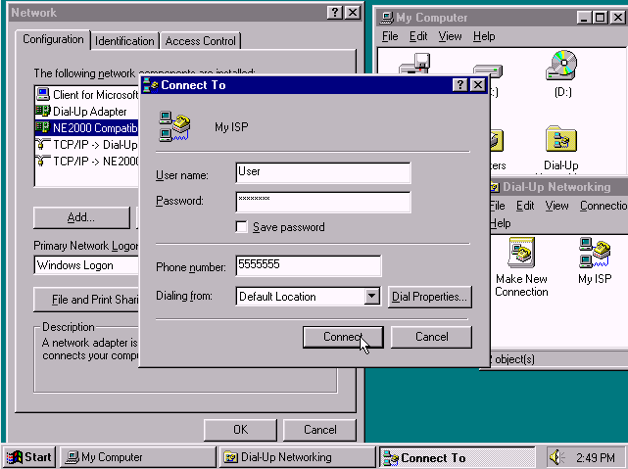 Network
Configuration
Identification
Access Control
The following network components are installed:
Client for Microsoft
Dial-Up Adapter
NE2000 Compatib
TCP/IP -> Dial-Up
TCP/IP -> NE2000
Add...
Primary Network Logon
Windows Logon
File and Print Shari
Description
A network adapter is
connects your compu
OK
Cancel
Connect To
My ISP
User name:
User
Password:
××××××××
Save password
Phone number:
5555555
Dialing from:
Default Location
Dial Properties...
Connect
Cancel
My Computer
File Edit View Help
:)
(D:)
ers
Dial-Up
Dial-Up Networking
File Edit View Connectio
Help
Make New
Connection
My ISP
object(s)
Start
My Computer
Dial-Up Networking
Connect To
2:49 PM